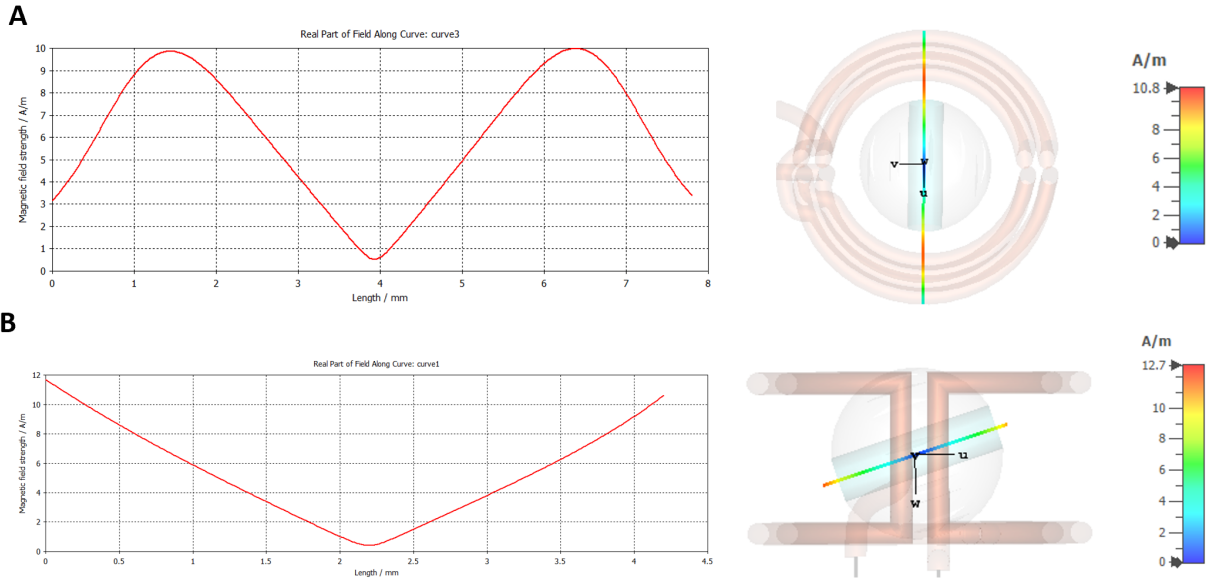 A
Real Part of Field Along Curve: curve3
Magnetic field strength / A/m
10
9
8
7
6
5
4
3
2
1
0
0 1 2 3 4 5 6 7 8
Length / mm
v w
u
A/m
10.8
8
6
4
2
0
B
Real Part of Field Along Curve: curve1
Magnetic field strength / A/m
12
10
8
6
4
2
0
0 0.5 1 1.5 2 2.5 3 3.5 4 4.5
Length / mm
v u
w
A/m
12.7
10
8
6
4
2
0